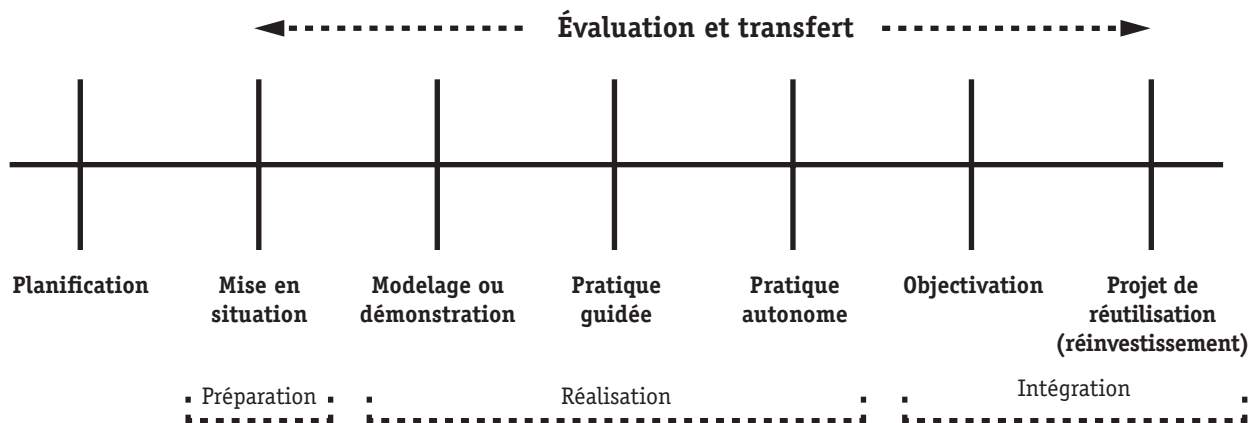 Évaluation et transfert
Planification
Mise en
situation
Modelage ou
démonstration
Pratique
guidée
Pratique
autonome
Objectivation
Projet de
réutilisation
(réinvestissement)
Préparation
Réalisation
Intégration